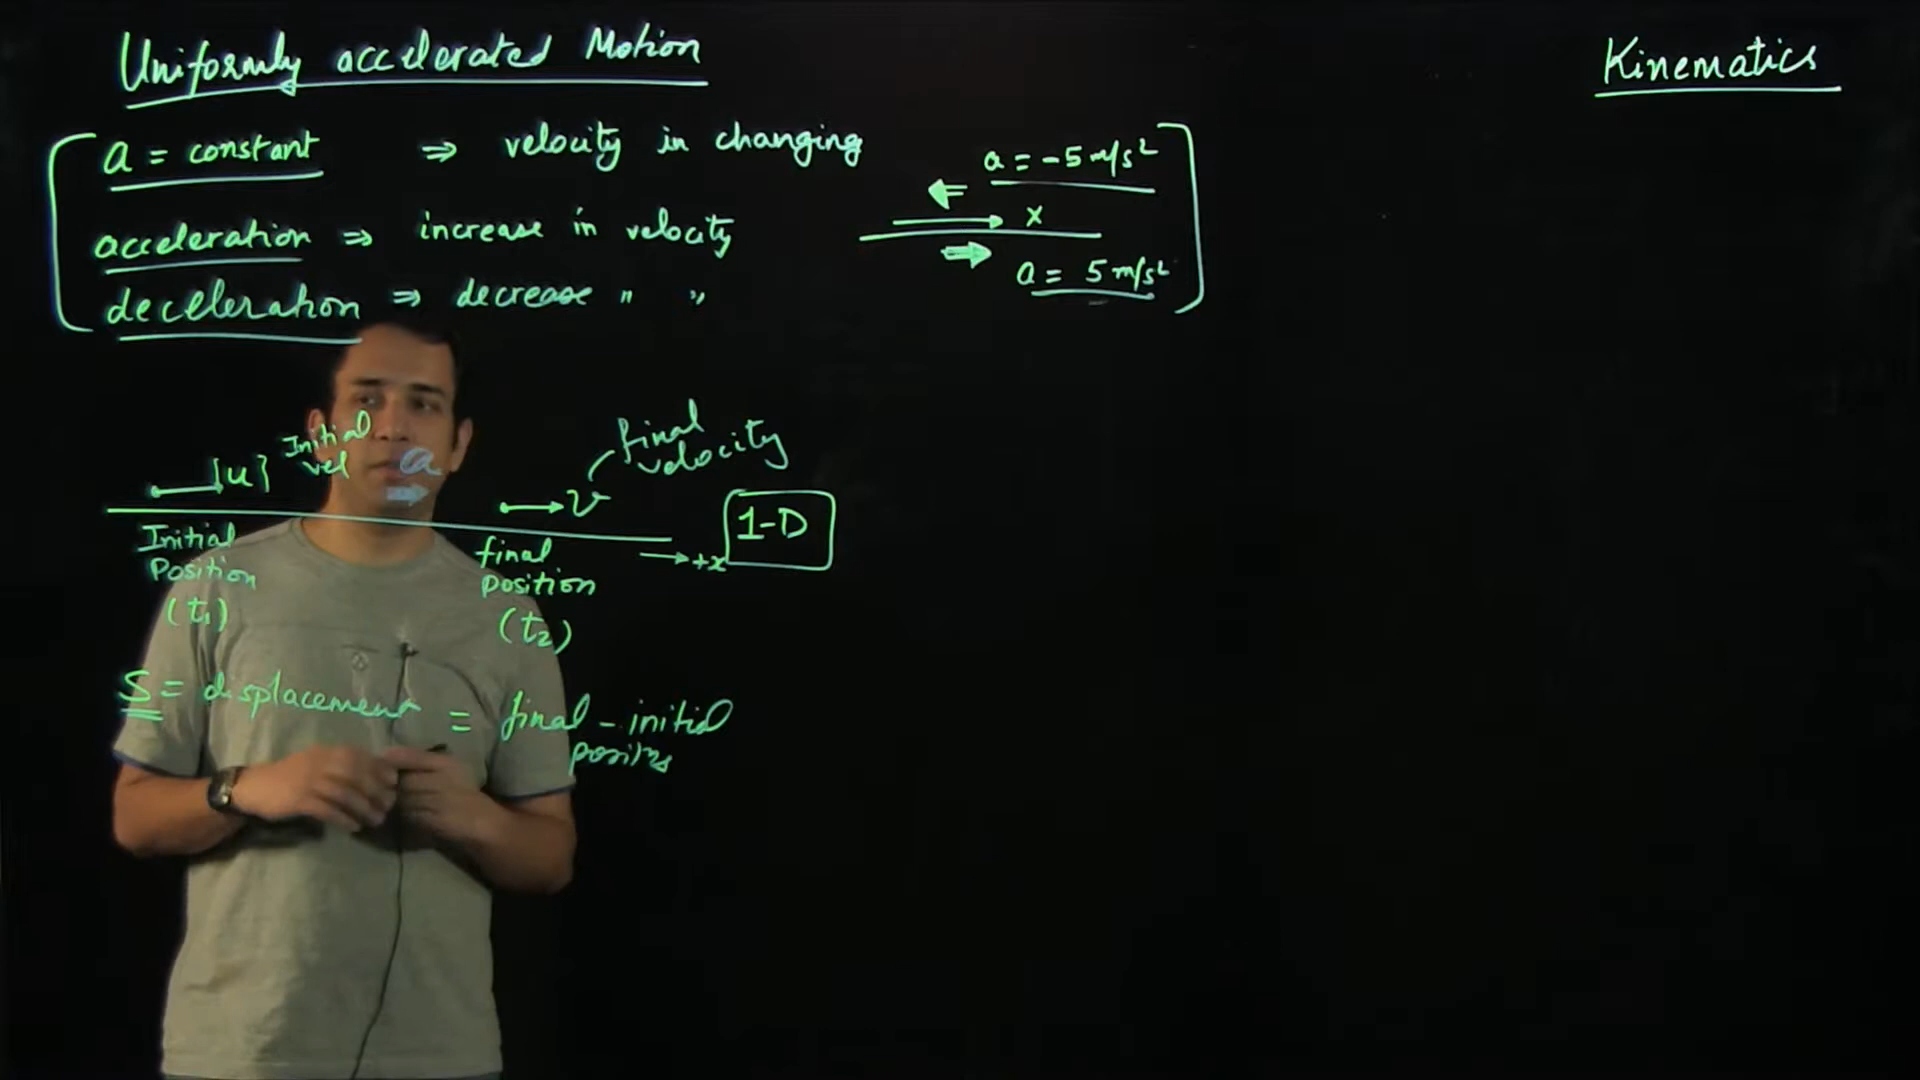 Uniformly accelerated Motion
Kinematics
a = constant ⇒ velocity in changing
a = -5 m/s²
acceleration ⇒ increase in velocity
x
a = 5 m/s²
deceleration ⇒ decrease " "
[u] Initial vel
a
v
final velocity
1-D
+x
Initial Position
(t₁)
final position
(t₂)
S = displacement = final - initial